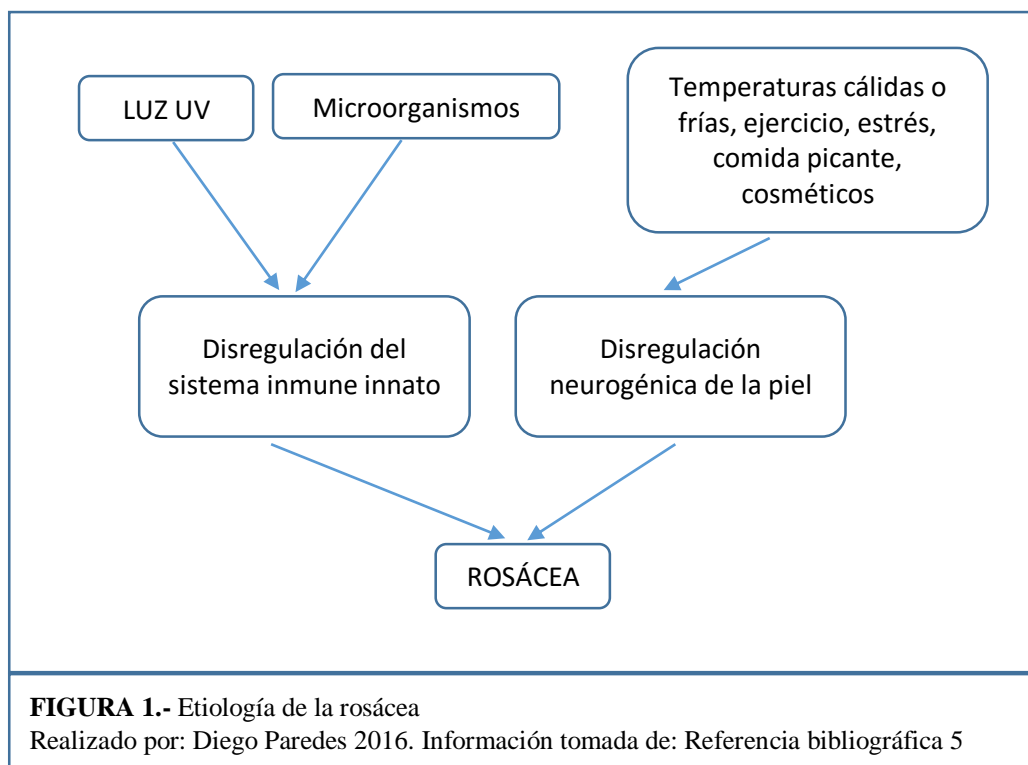 LUZ UV
Microorganismos
Temperaturas cálidas o
frías, ejercicio, estrés,
comida picante,
cosméticos
Disregulación del
sistema inmune innato
Disregulación
neurogénica de la piel
ROSÁCEA
FIGURA 1.- Etiología de la rosácea
Realizado por: Diego Paredes 2016. Información tomada de: Referencia bibliográfica 5